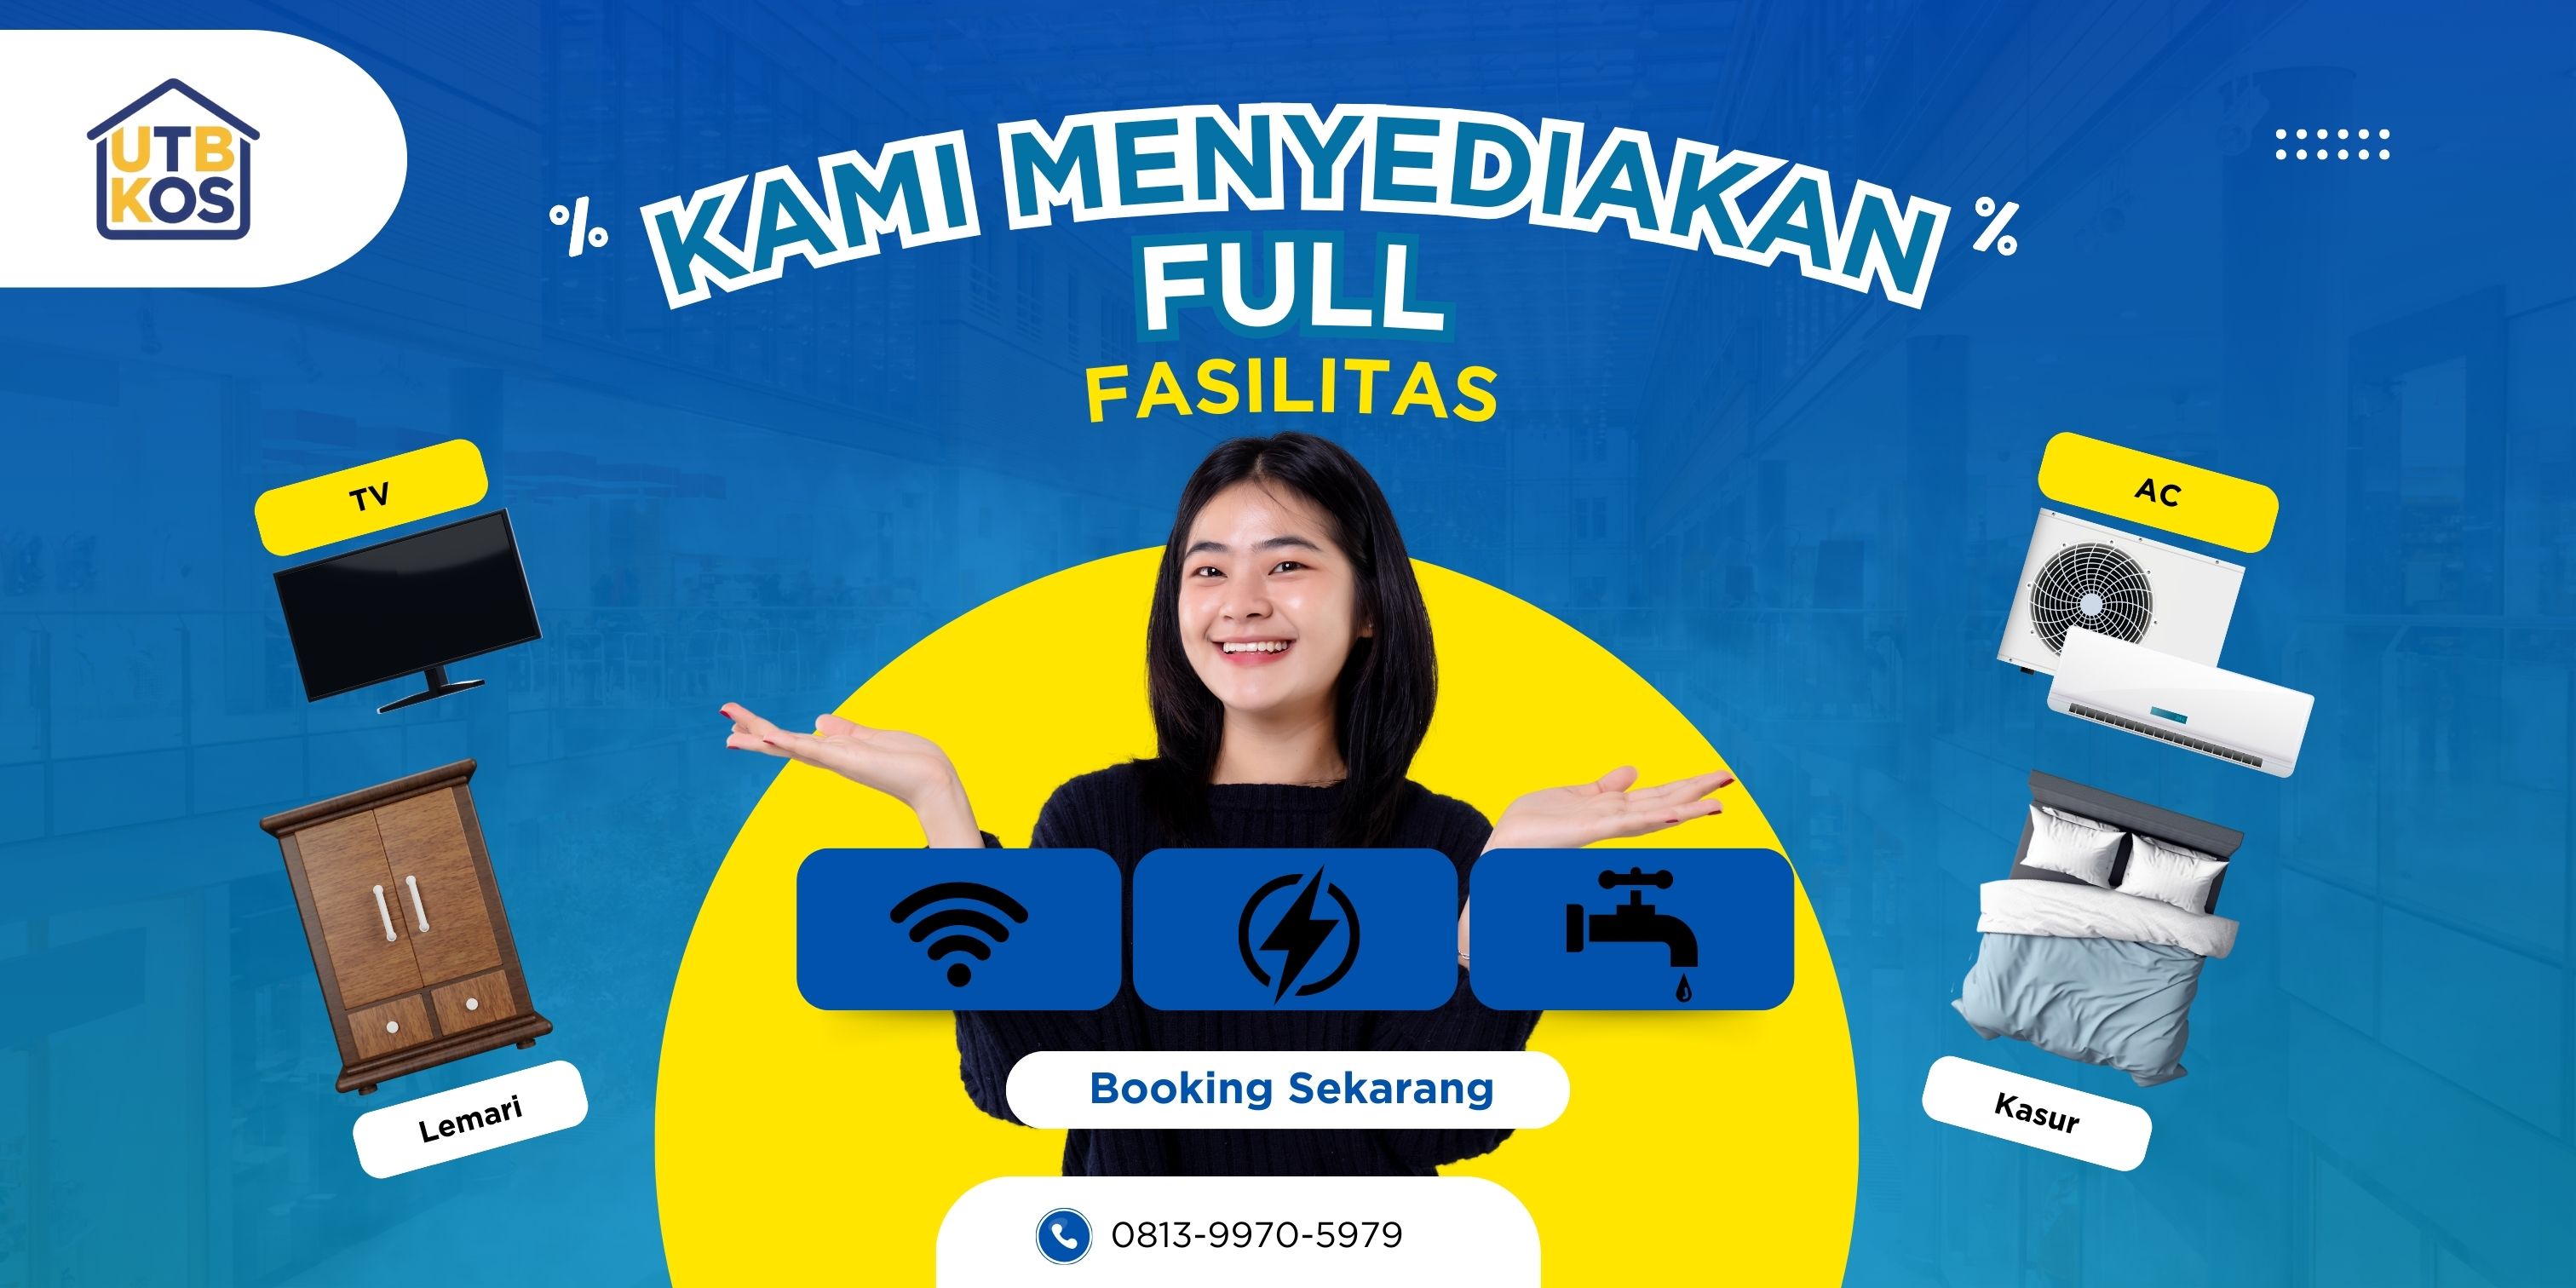 UTB
KOS
% KAMI MENYEDIAKAN %
FULL
FASILITAS
TV
AC
Lemari
Kasur
Booking Sekarang
0813-9970-5979